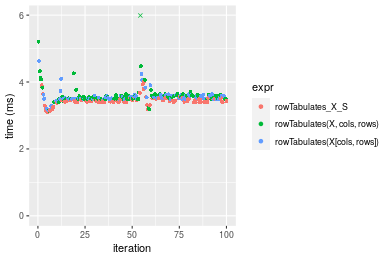 6
4
2
0
time (ms)
0
25
50
75
100
iteration
expr
rowTabulates_X_S
rowTabulates(X, cols, rows)
rowTabulates(X[cols, rows])